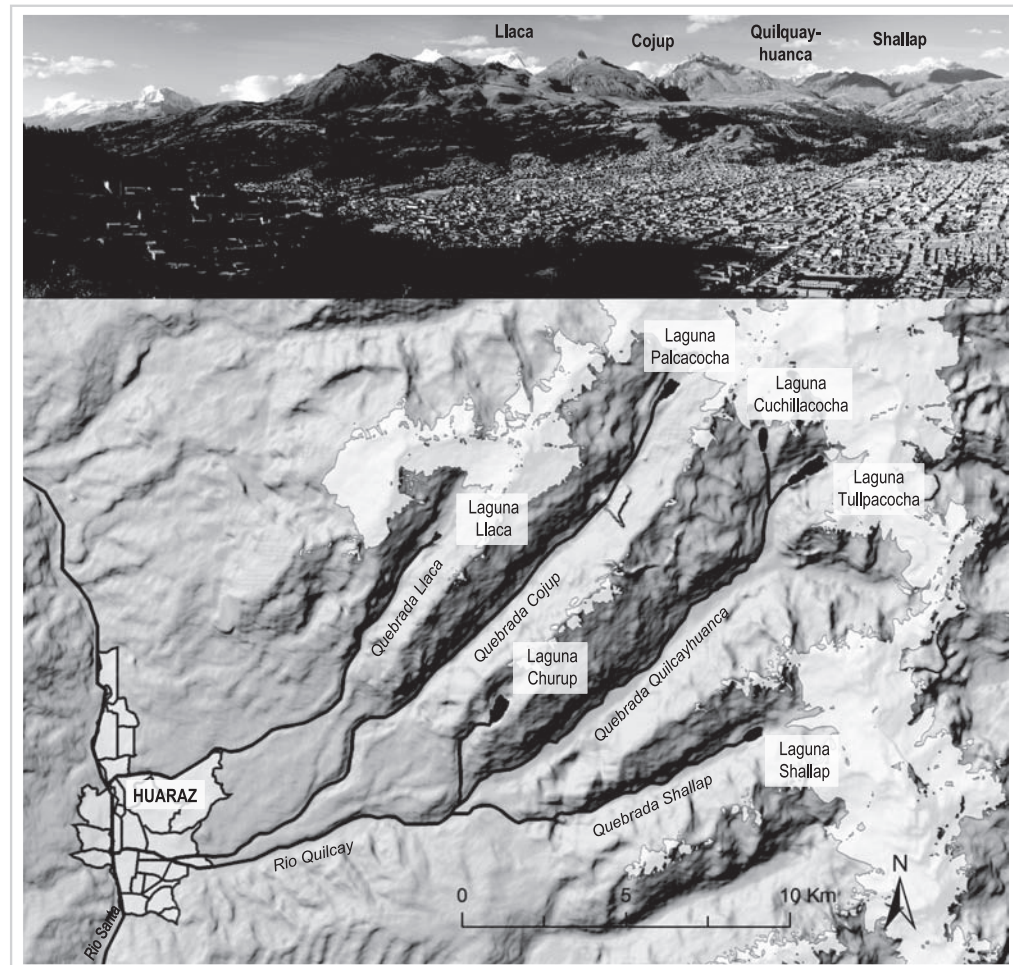 Llaca
Cojup
Quilquay-
huanca
Shallap
Laguna
Palcacocha
Laguna
Cuchillacocha
Laguna
Tullpacocha
Laguna
Llaca
Quebrada Llaca
Quebrada Cojup
Laguna
Churup
Quebrada Quilcayhuanca
Laguna
Shallap
Quebrada Shallap
HUARAZ
Rio Quilcay
Rio Santa
0 5 10 Km
N